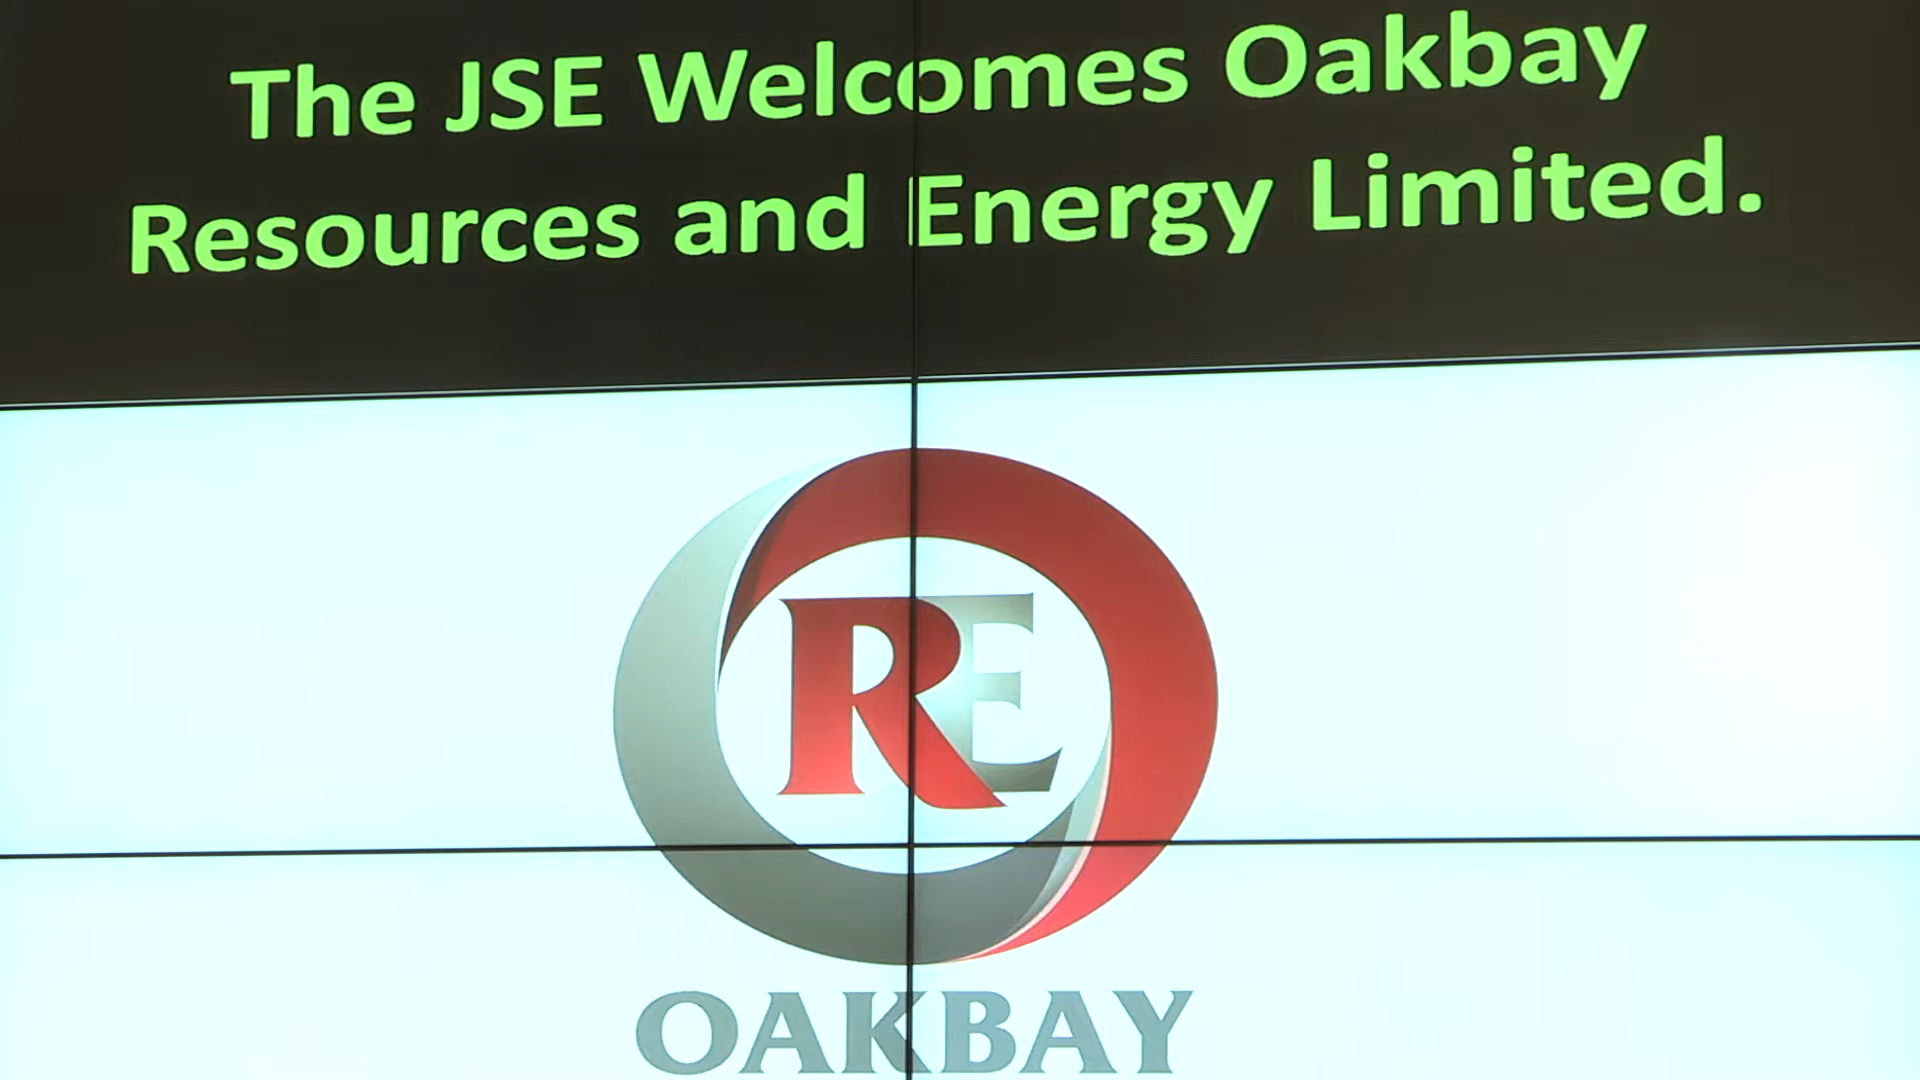 The JSE Welcomes Oakbay
Resources and Energy Limited.
RE
OAKBAY